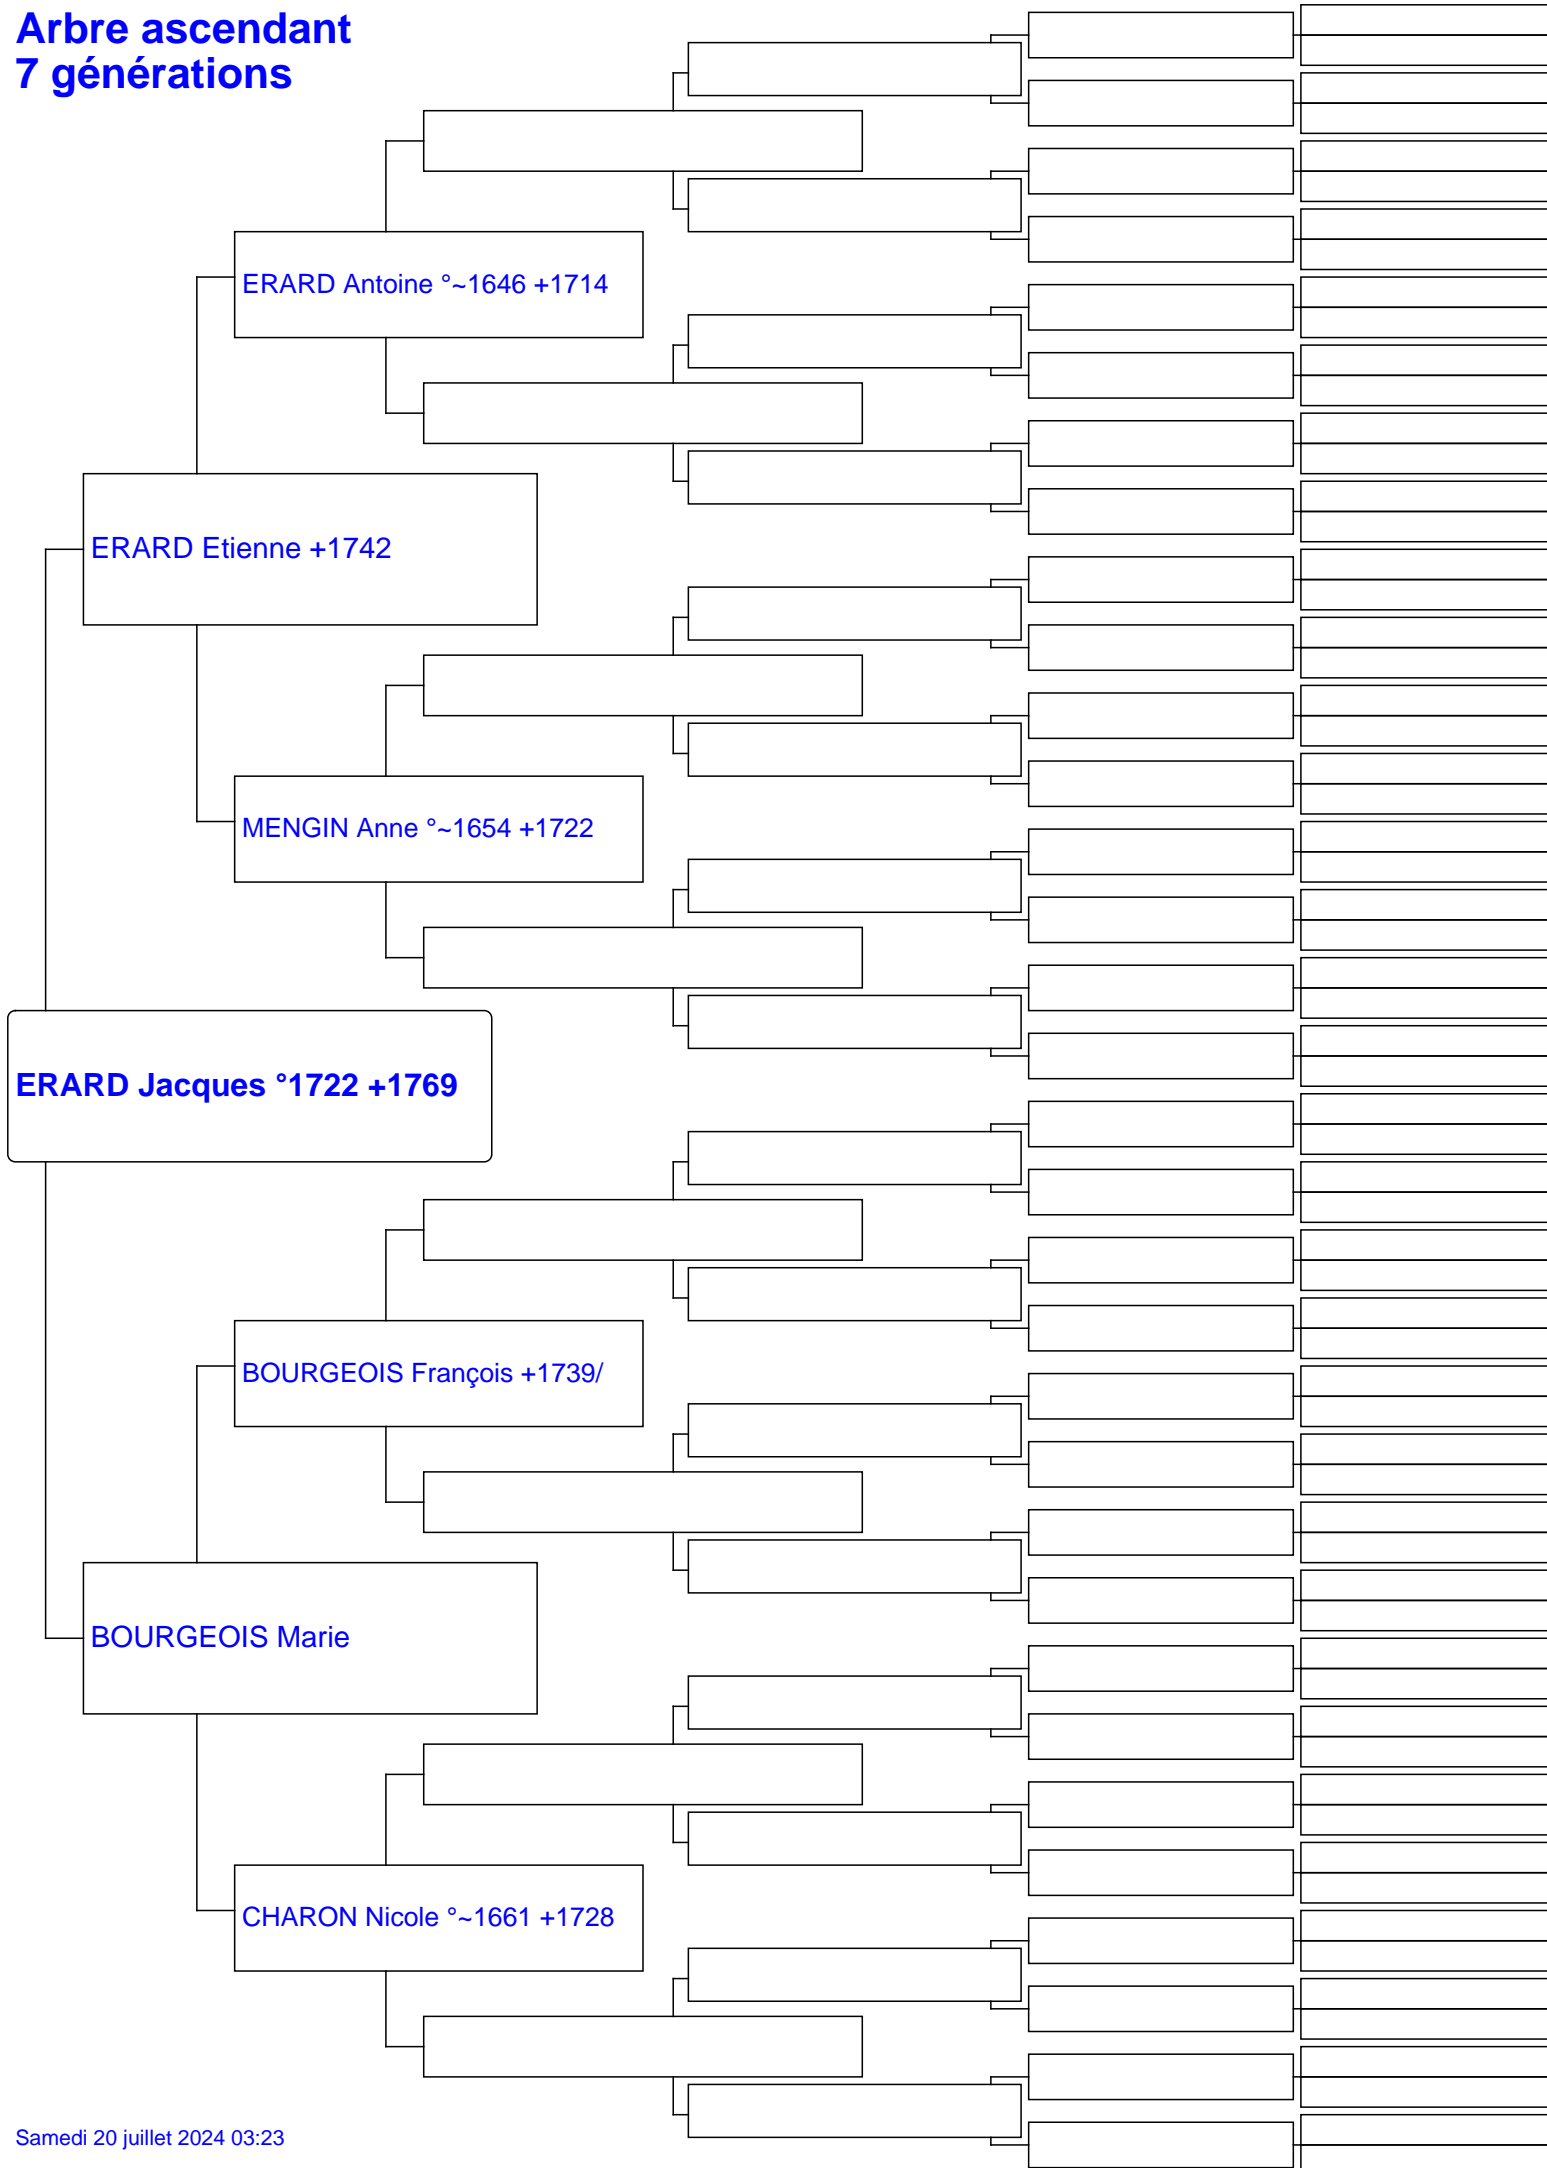 Arbre ascendant
7 générations
ERARD Antoine °~1646 +1714
ERARD Etienne +1742
MENGIN Anne °~1654 +1722
ERARD Jacques °1722 +1769
BOURGEOIS François +1739/
BOURGEOIS Marie
CHARON Nicole °~1661 +1728
Samedi 20 juillet 2024 03:23